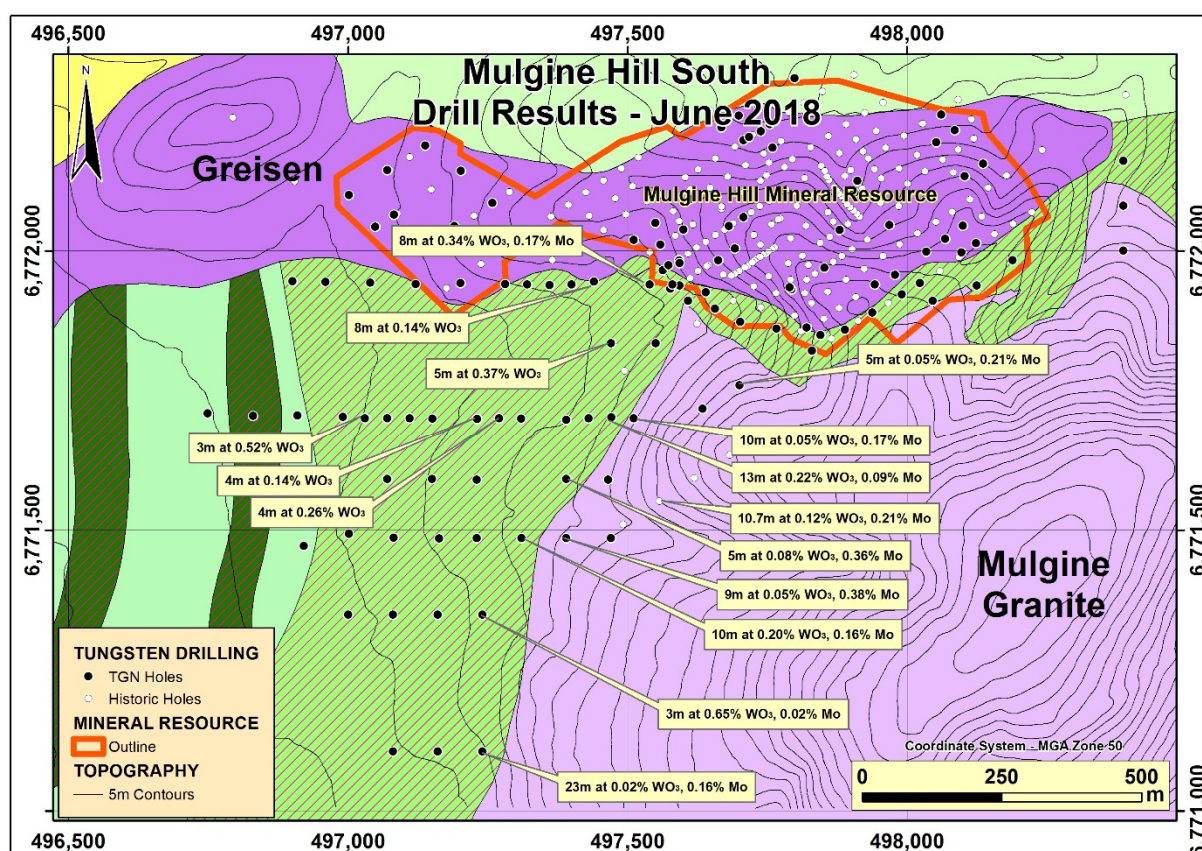 496,500 497,000 497,500 498,000
N
Mulgine Hill South
Drill Results - June 2018
Greisen
Mulgine Hill Mineral Resource
6,772,000
6,772,000
8m at 0.34% WO₃, 0.17% Mo
8m at 0.14% WO₃
5m at 0.37% WO₃
5m at 0.05% WO₃, 0.21% Mo
3m at 0.52% WO₃
10m at 0.05% WO₃, 0.17% Mo
4m at 0.14% WO₃
13m at 0.22% WO₃, 0.09% Mo
4m at 0.26% WO₃
10.7m at 0.12% WO₃, 0.21% Mo
6,771,500
6,771,500
5m at 0.08% WO₃, 0.36% Mo
9m at 0.05% WO₃, 0.38% Mo
Mulgine
Granite
10m at 0.20% WO₃, 0.16% Mo
3m at 0.65% WO₃, 0.02% Mo
23m at 0.02% WO₃, 0.16% Mo
TUNGSTEN DRILLING
TGN Holes
Historic Holes
MINERAL RESOURCE
Outline
TOPOGRAPHY
5m Contours
Coordinate System - MGA Zone 50
0 250 500
m
6,771,000
496,500 497,000 497,500 498,000